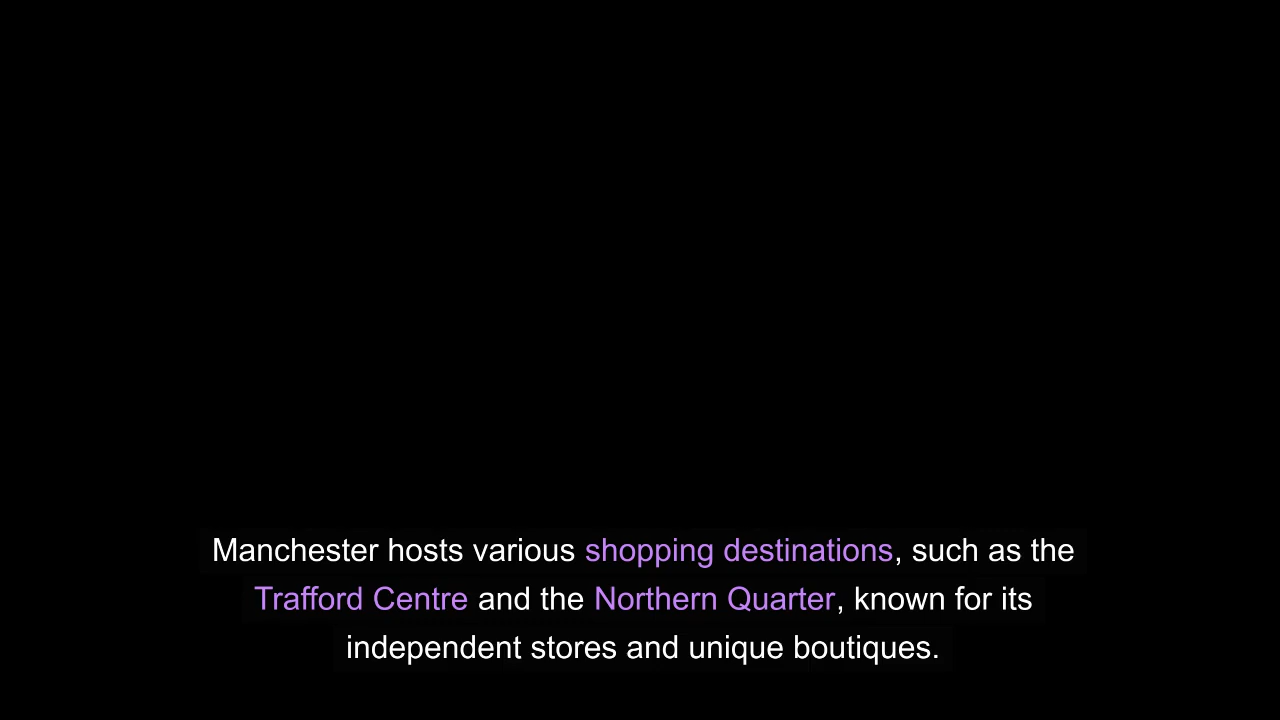 Manchester hosts various shopping destinations, such as the
Trafford Centre and the Northern Quarter, known for its
independent stores and unique boutiques.